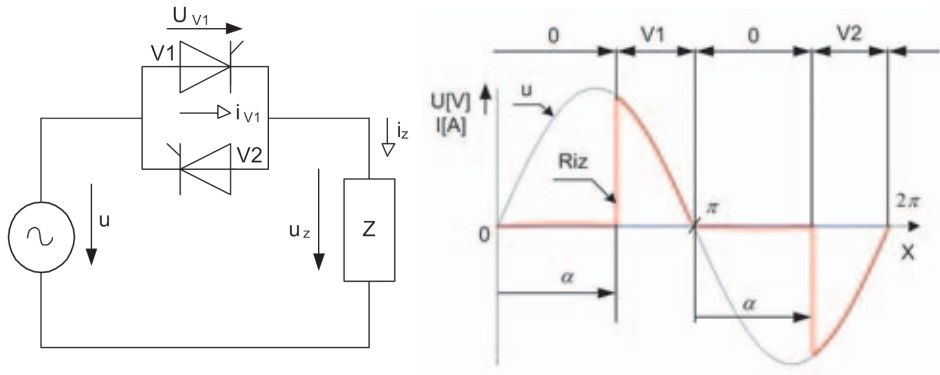 U V1
V1
i V1
V2
i z
u
u z
Z
0 V1 0 V2
U[V]
I[A]
u
Riz
π
2π
0
X
α
α